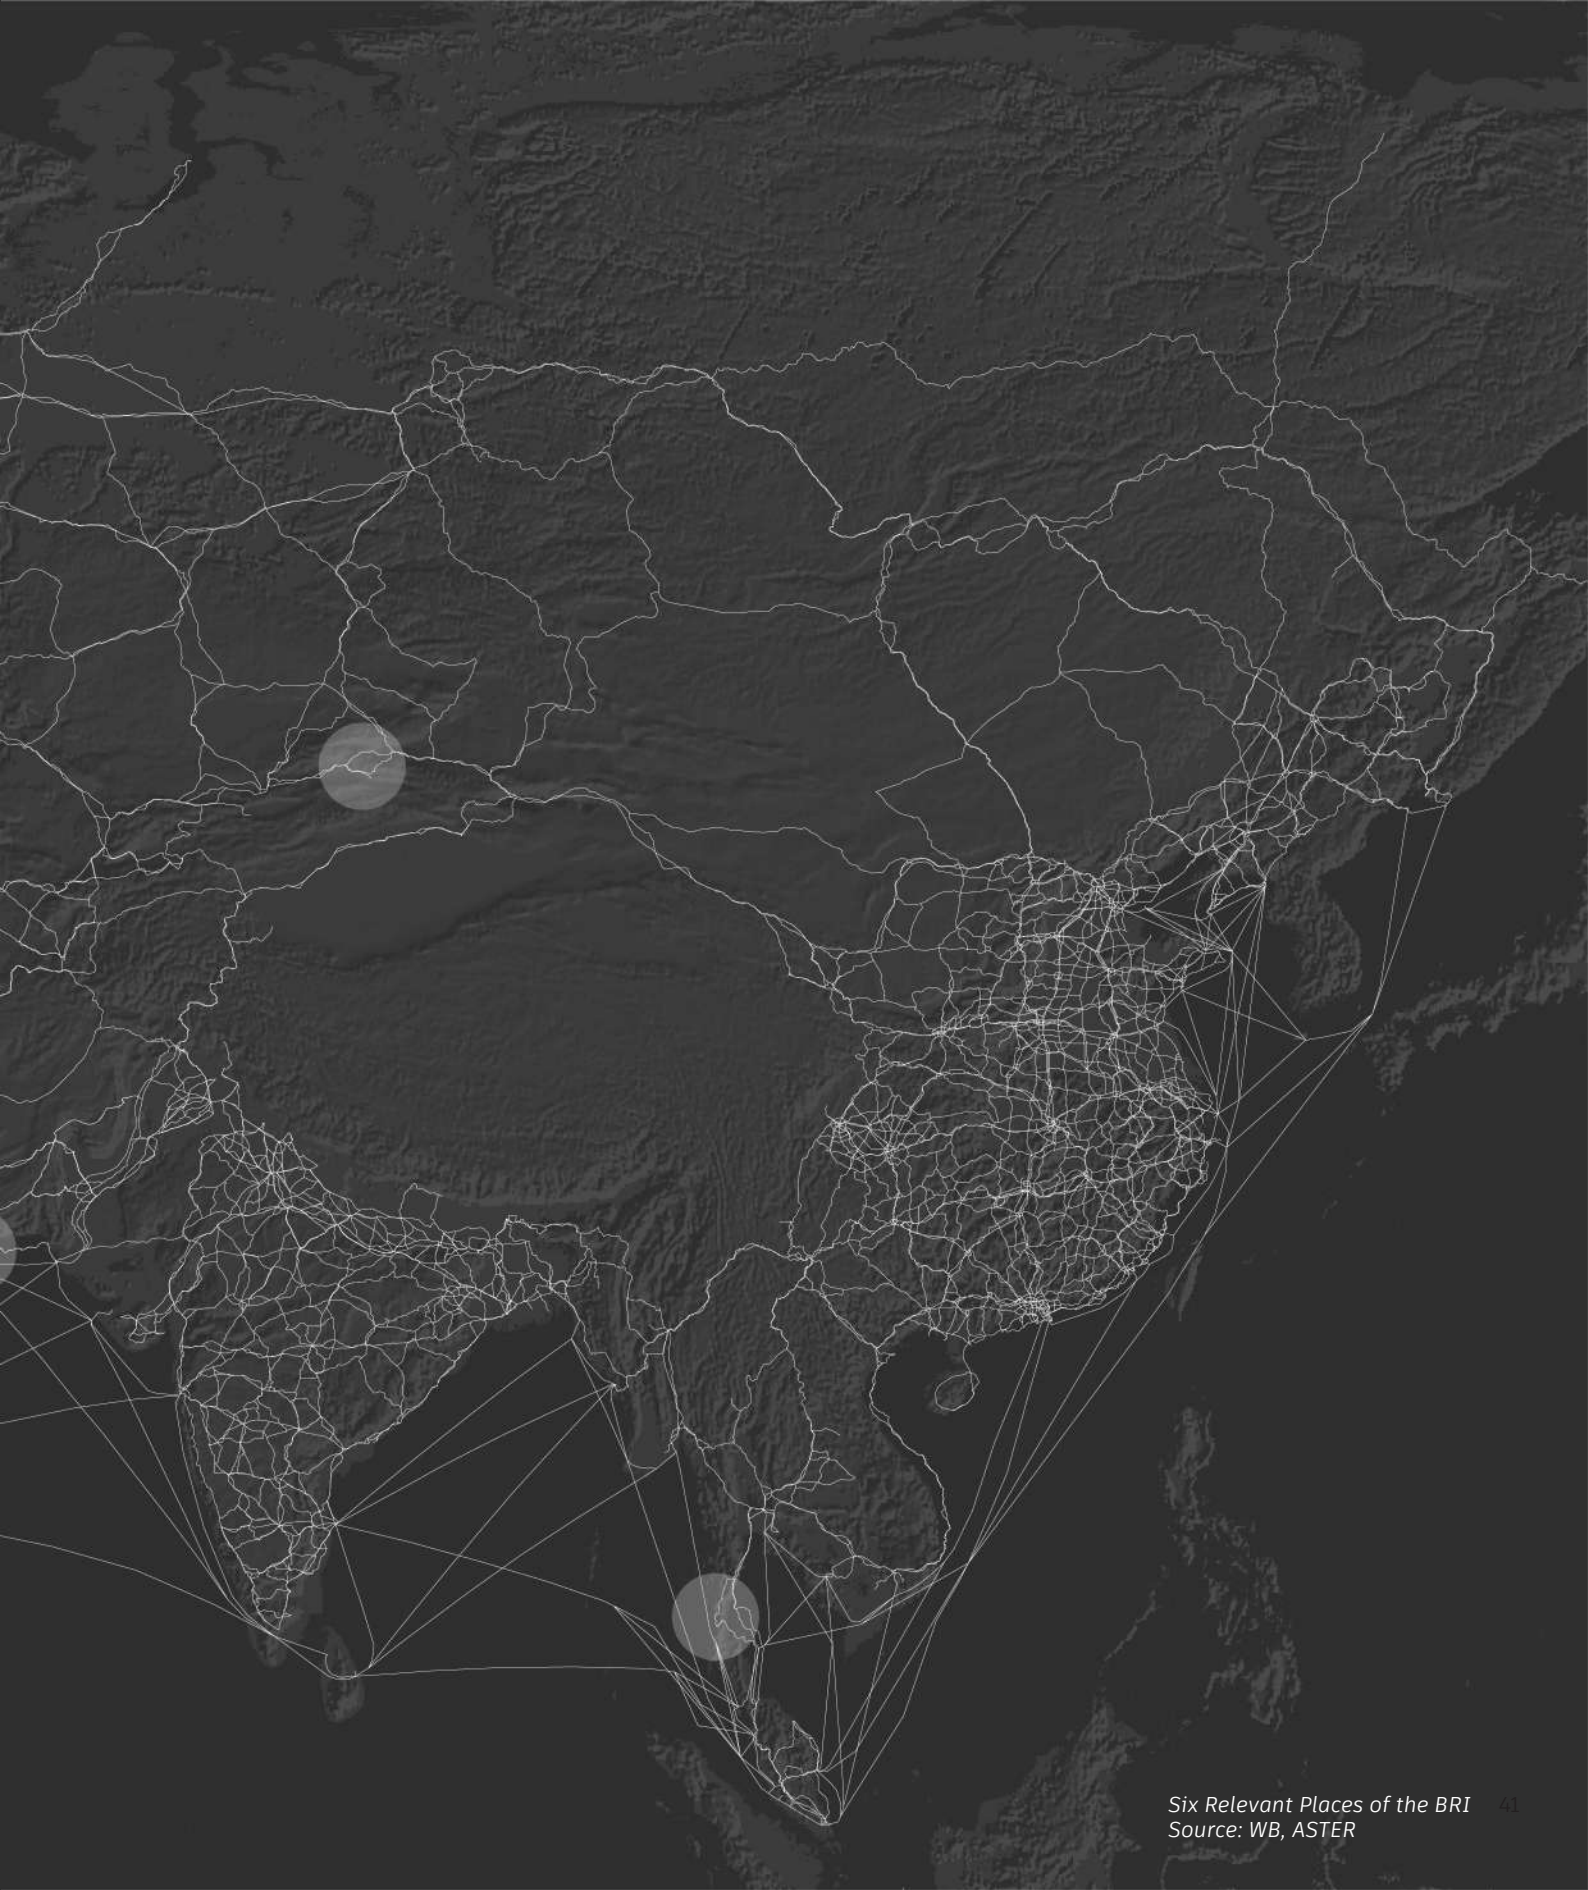 Six Relevant Places of the BRI 41
Source: WB, ASTER